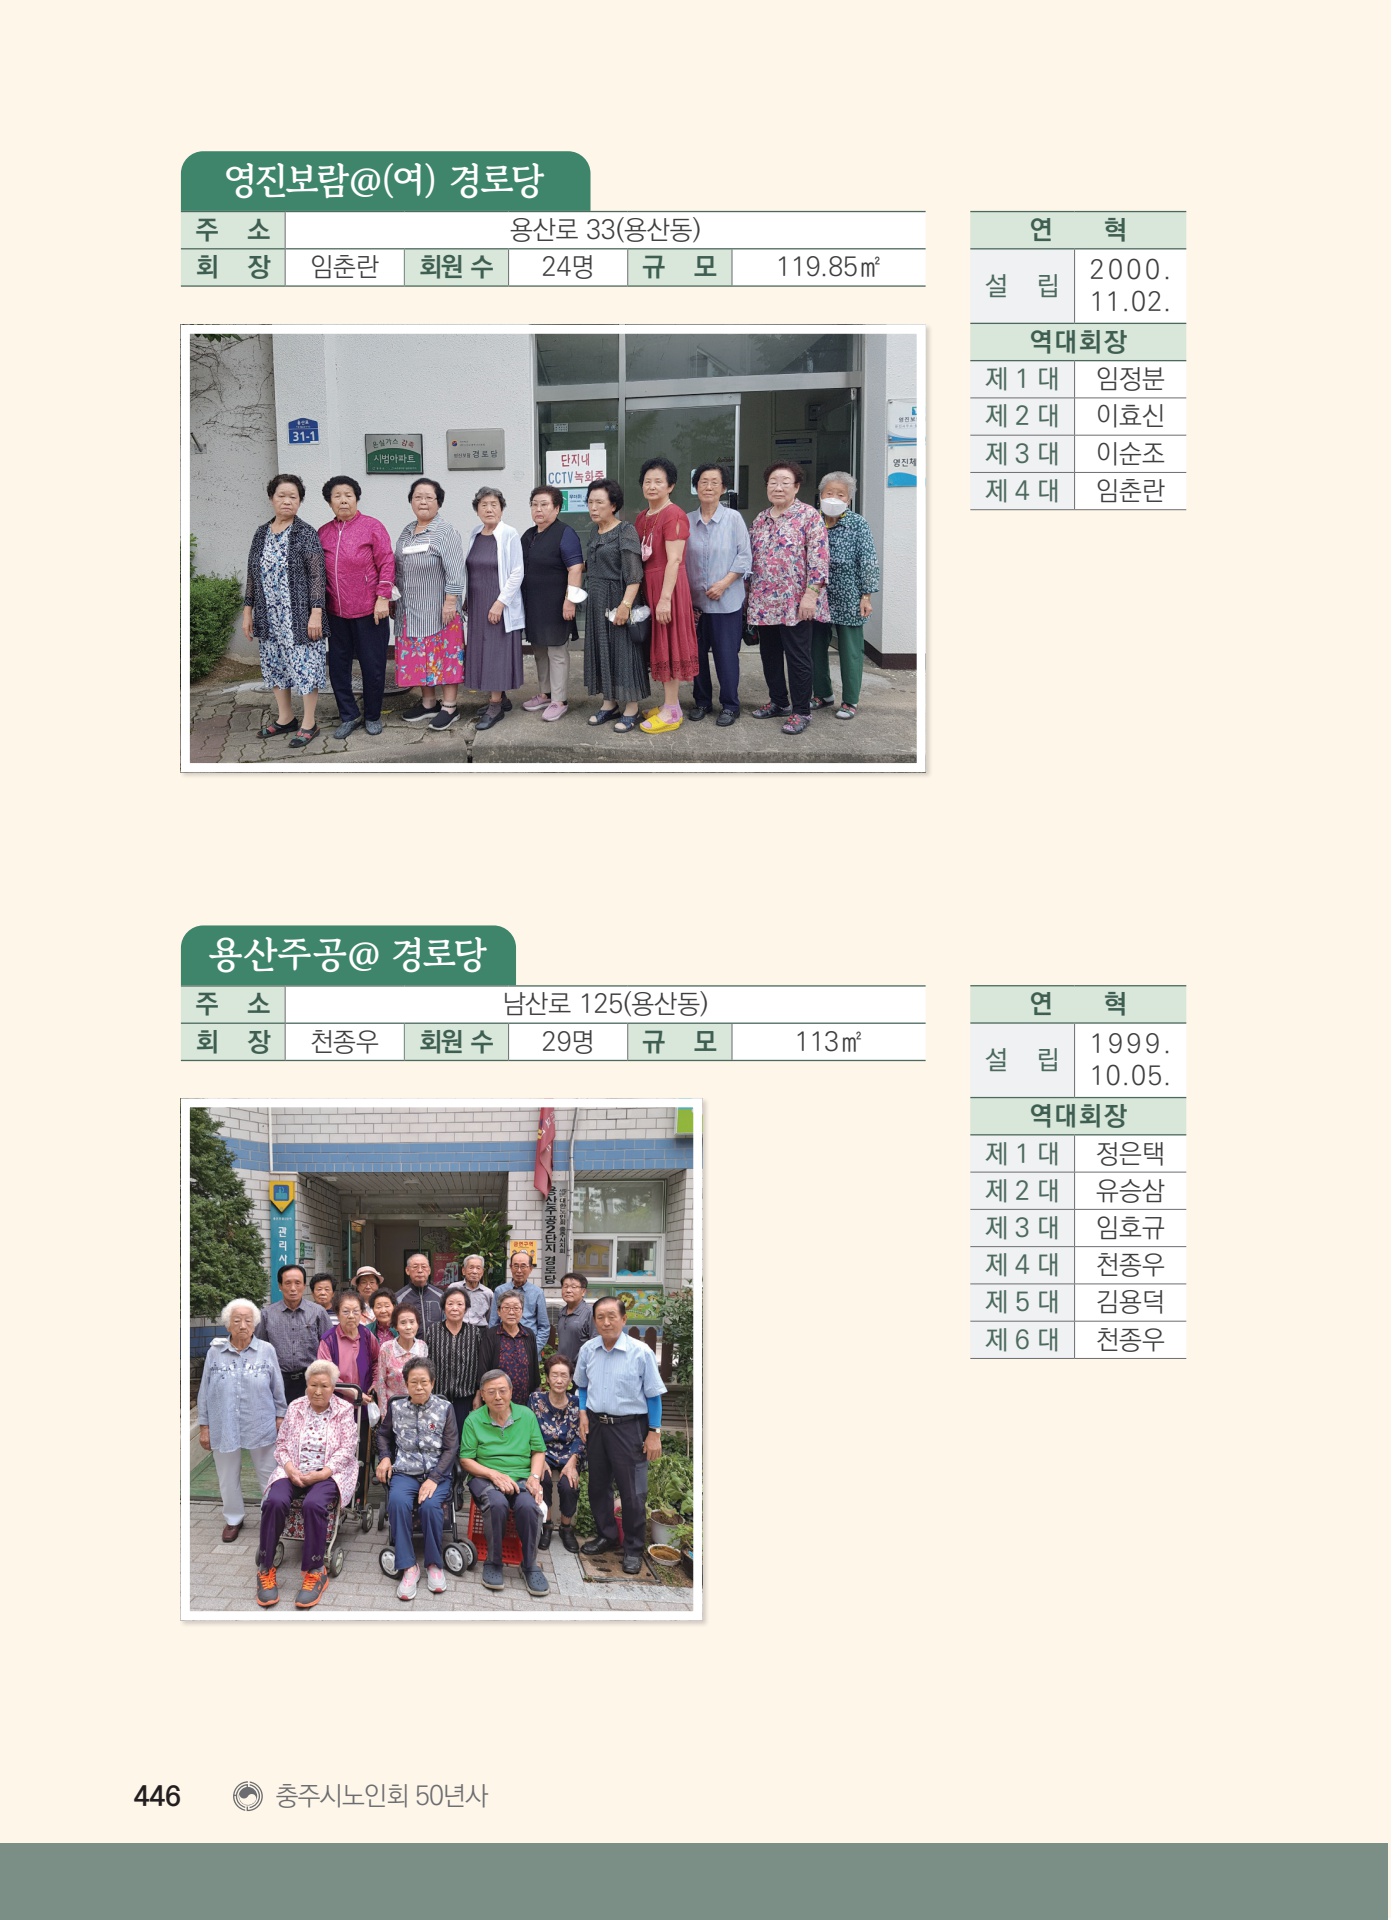 영진보람@(여) 경로당
주 소 용산로 33(용산동)
회 장 임춘란 회원 수 24명 규 모 119.85㎡
연 혁
설 립 2000.
11.02.
역대회장
제 1 대 임정분
제 2 대 이효신
제 3 대 이순조
제 4 대 임춘란
31-1
온실가스 감축
시범아파트
경로당
단지내
CCTV녹화중
용산주공@ 경로당
주 소 남산로 125(용산동)
회 장 천종우 회원 수 29명 규 모 113㎡
연 혁
설 립 1999.
10.05.
역대회장
제 1 대 정은택
제 2 대 유승삼
제 3 대 임호규
제 4 대 천종우
제 5 대 김용덕
제 6 대 천종우
관리사
용산주공2단지 경로당
446 충주시노인회 50년사